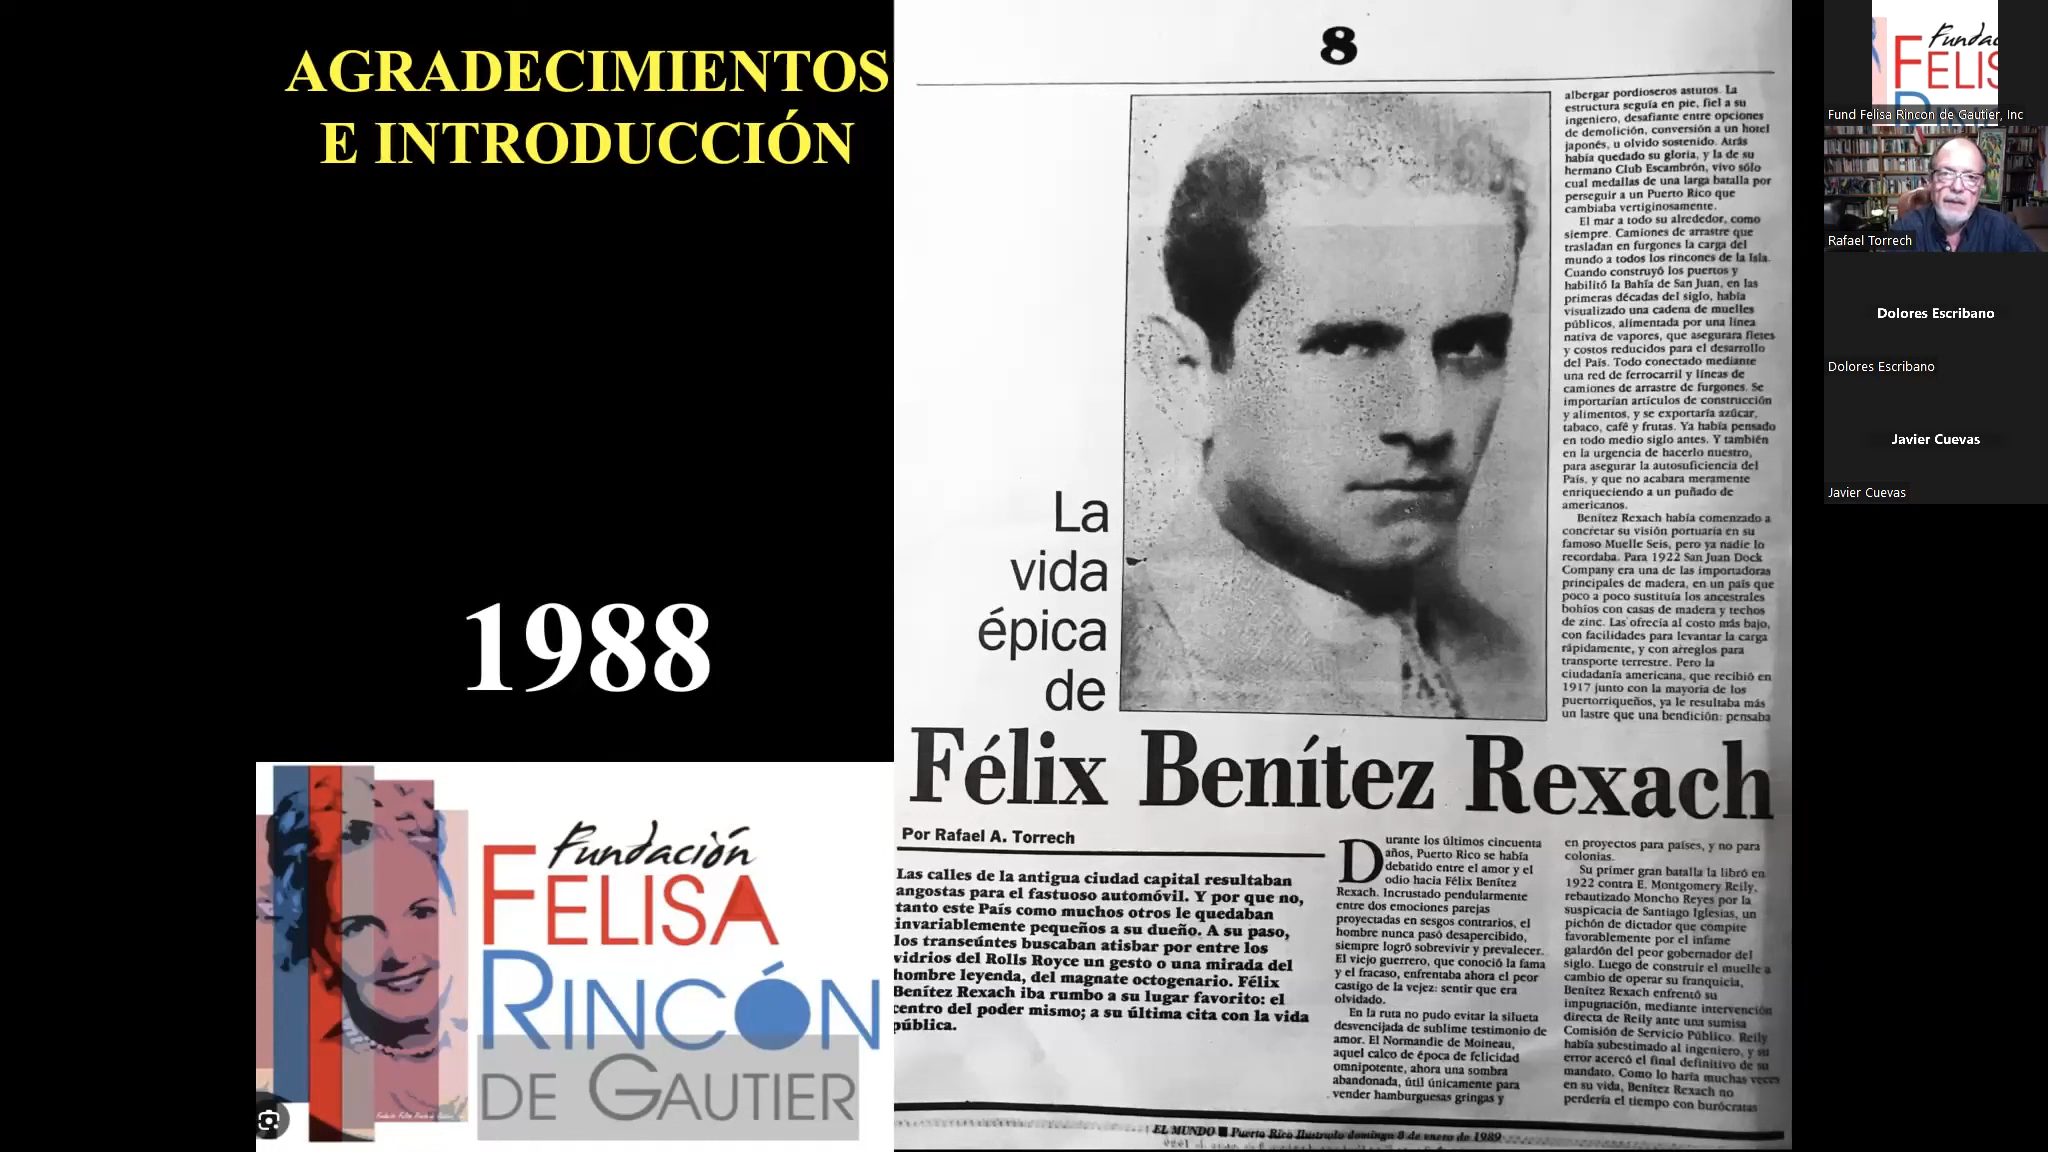 AGRADECIMIENTOS
E INTRODUCCIÓN
1988
Fundación
FELISA
RINCÓN
DE GAUTIER
8
La
vida
épica
de
Félix Benítez Rexach
Por Rafael A. Torrech
Las calles de la antigua ciudad capital resultaban
angostas para el fastuoso automóvil. Y por que no,
tanto este País como muchos otros le quedaban
invariablemente pequeños a su dueño. A su paso,
los transeúntes buscaban atisbar por entre los
vidrios del Rolls Royce un gesto o una mirada del
hombre leyenda, del magnate octogenario. Félix
Benítez Rexach iba rumbo a su lugar favorito: el
centro del poder mismo; a su última cita con la vida
pública.
Durante los últimos cincuenta
años, Puerto Rico se había
debatido entre el amor y el
odio hacia Félix Benítez
Rexach. Incrustado pendularmente
entre dos emociones parejas
proyectadas en sesgos contrarios, el
hombre nunca pasó desapercibido,
siempre logró sobrevivir y prevalecer.
El viejo guerrero, que conoció la fama
y el fracaso, enfrentaba ahora el peor
castigo de la vejez: sentir que era
olvidado.
En la ruta no pudo evitar la silueta
desvencijada de sublime testimonio de
amor. El Normandie de Moineau,
aquel calco de época de felicidad
omnipotente, ahora una sombra
abandonada, útil únicamente para
vender hamburguesas gringas y
albergar pordioseros astutos. La
estructura seguía en pie, fiel a su
ingeniero, desafiante entre opciones
de demolición, conversión a un hotel
japonés, u olvido sostenido. Atrás
había quedado su gloria, y la de su
hermano Club Escambrón, vivo sólo
cual medallas de una larga batalla por
perseguir a un Puerto Rico que
cambiaba vertiginosamente.
El mar a todo su alrededor, como
siempre. Camiones de arrastre que
trasladan en furgones la carga del
mundo a todos los rincones de la Isla.
Cuando construyó los puertos y
habilitó la Bahía de San Juan, en las
primeras décadas del siglo, había
visualizado una cadena de muelles
públicos, alimentada por una línea
nativa de vapores, que asegurara fletes
y costos reducidos para el desarrollo
del País. Todo conectado mediante
una red de ferrocarril y líneas de
camiones de arrastre de furgones. Se
importarían artículos de construcción
y alimentos, y se exportaría azúcar,
tabaco, café y frutas. Ya había pensado
en todo medio siglo antes. Y también
en la urgencia de hacerlo nuestro,
para asegurar la autosuficiencia del
País, y que no acabara meramente
enriqueciendo a un puñado de
americanos.
Benítez Rexach había comenzado a
concretar su visión portuaria en su
famoso Muelle Seis, pero ya nadie lo
recordaba. Para 1922 San Juan Dock
Company era una de las importadoras
principales de madera, en un país que
poco a poco sustituía los ancestrales
bohíos con casas de madera y techos
de zinc. Las ofrecía al costo más bajo,
con facilidades para levantar la carga
rápidamente, y con arreglos para
transporte terrestre. Pero la
ciudadanía americana, que recibió en
1917 junto con la mayoría de los
puertorriqueños, ya le resultaba más
un lastre que una bendición: pensaba
en proyectos para países, y no para
colonias.
Su primer gran batalla la libró en
1922 contra E. Montgomery Reily,
rebautizado Moncho Reyes por la
suspicacia de Santiago Iglesias, un
pichón de dictador que compite
favorablemente por el infame
galardón del peor gobernador del
siglo. Luego de construir el muelle a
cambio de operar su franquicia,
Benítez Rexach enfrentó su
impugnación, mediante intervención
directa de Reily ante una sumisa
Comisión de Servicio Público. Reily
había subestimado al ingeniero, y su
error acercó el final definitivo de su
mandato. Como lo haría muchas veces
en su vida, Benítez Rexach no
perdería el tiempo con burócratas
EL MUNDO ■ Puerto Rico Ilustrado domingo 8 de enero de 1989
Fundac
FELIS
Fund Felisa Rincon de Gautier, Inc
Rafael Torrech
Dolores Escribano
Dolores Escribano
Javier Cuevas
Javier Cuevas